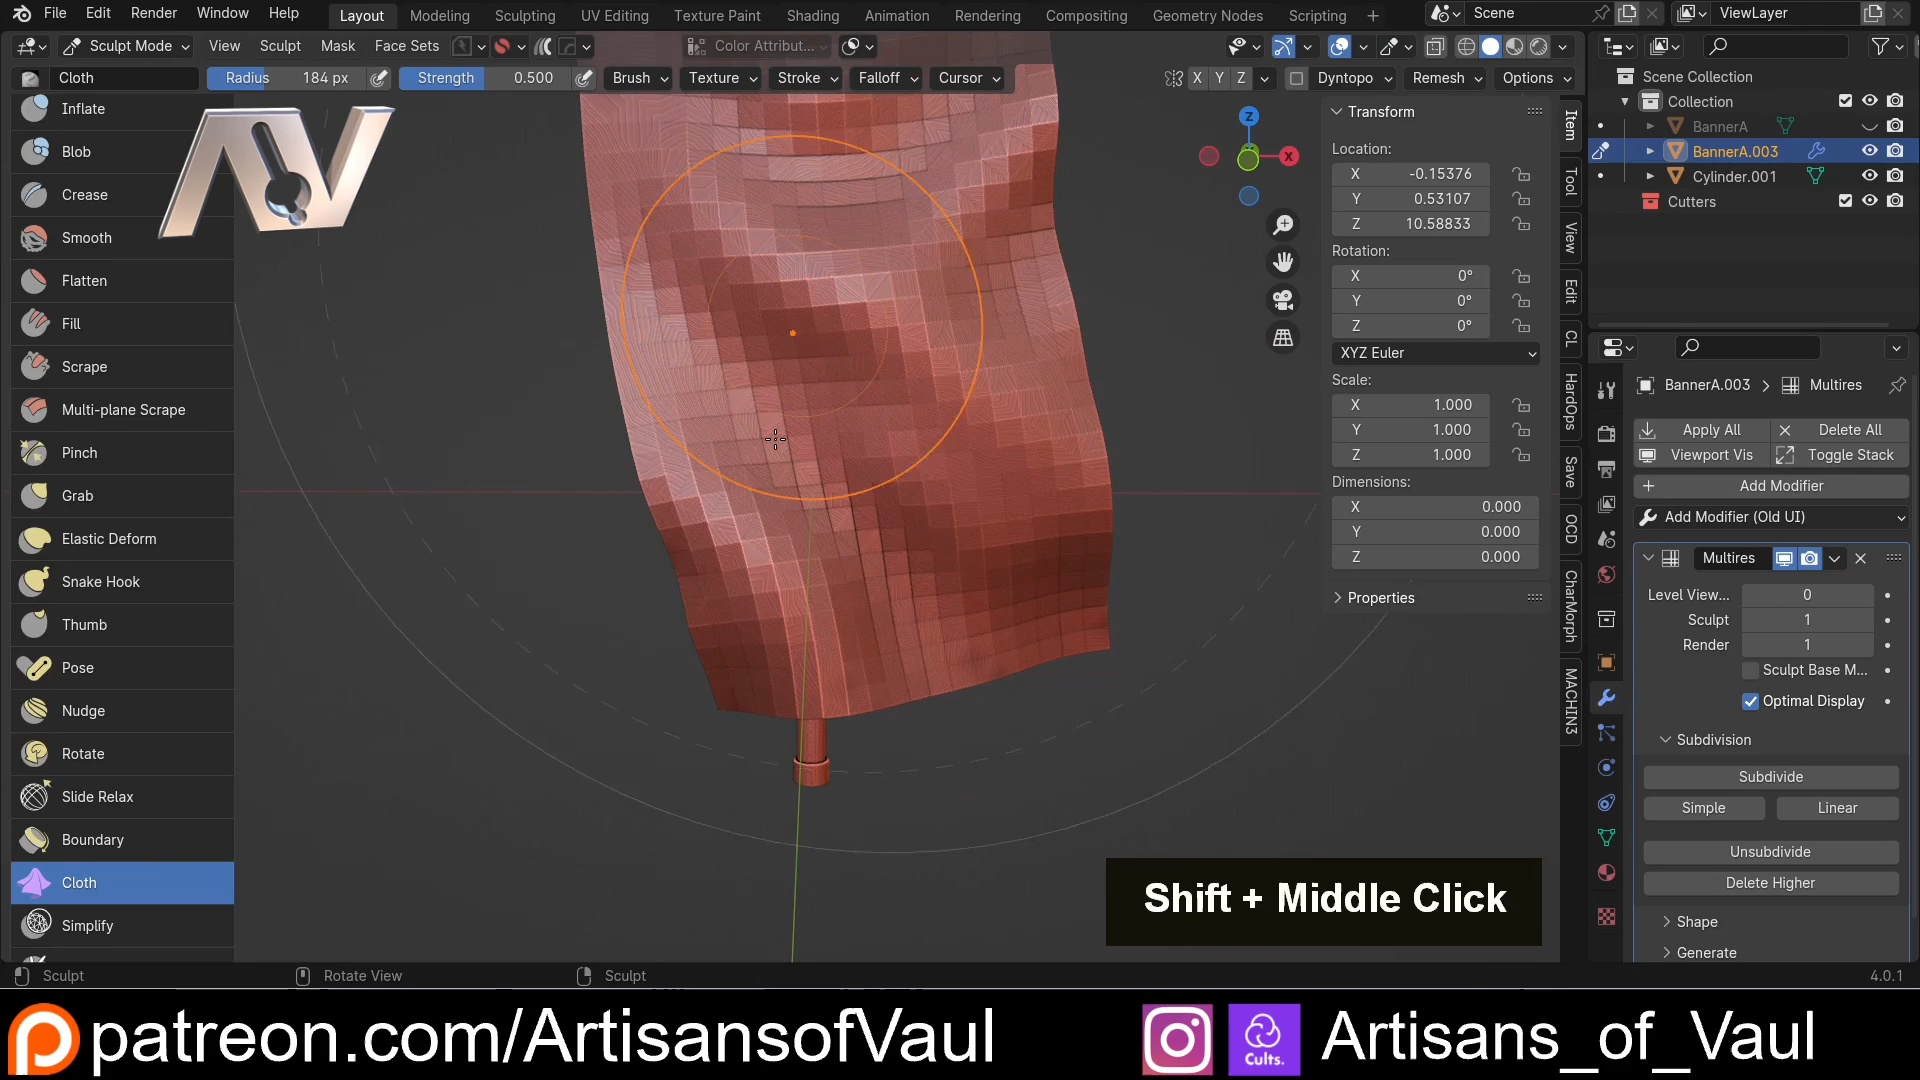 File Edit Render Window Help Layout Modeling Sculpting UV Editing Texture Paint Shading Animation Rendering Compositing Geometry Nodes Scripting + Scene ViewLayer
Sculpt Mode View Sculpt Mask Face Sets Color Attribut...
Cloth Radius 184 px Strength 0.500 Brush Texture Stroke Falloff Cursor X Y Z Dyntopo Remesh Options
Inflate
Blob
Crease
Smooth
Flatten
Fill
Scrape
Multi-plane Scrape
Pinch
Grab
Elastic Deform
Snake Hook
Thumb
Pose
Nudge
Rotate
Slide Relax
Boundary
Cloth
Simplify
AV
Z
X
Transform
Location:
X -0.15376
Y 0.53107
Z 10.58833
Rotation:
X 0°
Y 0°
Z 0°
XYZ Euler
Scale:
X 1.000
Y 1.000
Z 1.000
Dimensions:
X 0.000
Y 0.000
Z 0.000
Properties
Item
Tool
View
Edit
CL
HardOps
Save
OCD
CharMorph
MACHIN3
Scene Collection
Collection
BannerA
BannerA.003
Cylinder.001
Cutters
BannerA.003 > Multires
Apply All Delete All
Viewport Vis Toggle Stack
Add Modifier
Add Modifier (Old UI)
Multires
Level View... 0
Sculpt 1
Render 1
Sculpt Base M...
Optimal Display
Subdivision
Subdivide
Simple Linear
Unsubdivide
Delete Higher
Shape
Generate
Shift + Middle Click
Sculpt Rotate View Sculpt 4.0.1
patreon.com/ArtisansofVaul Cults. Artisans_of_Vaul